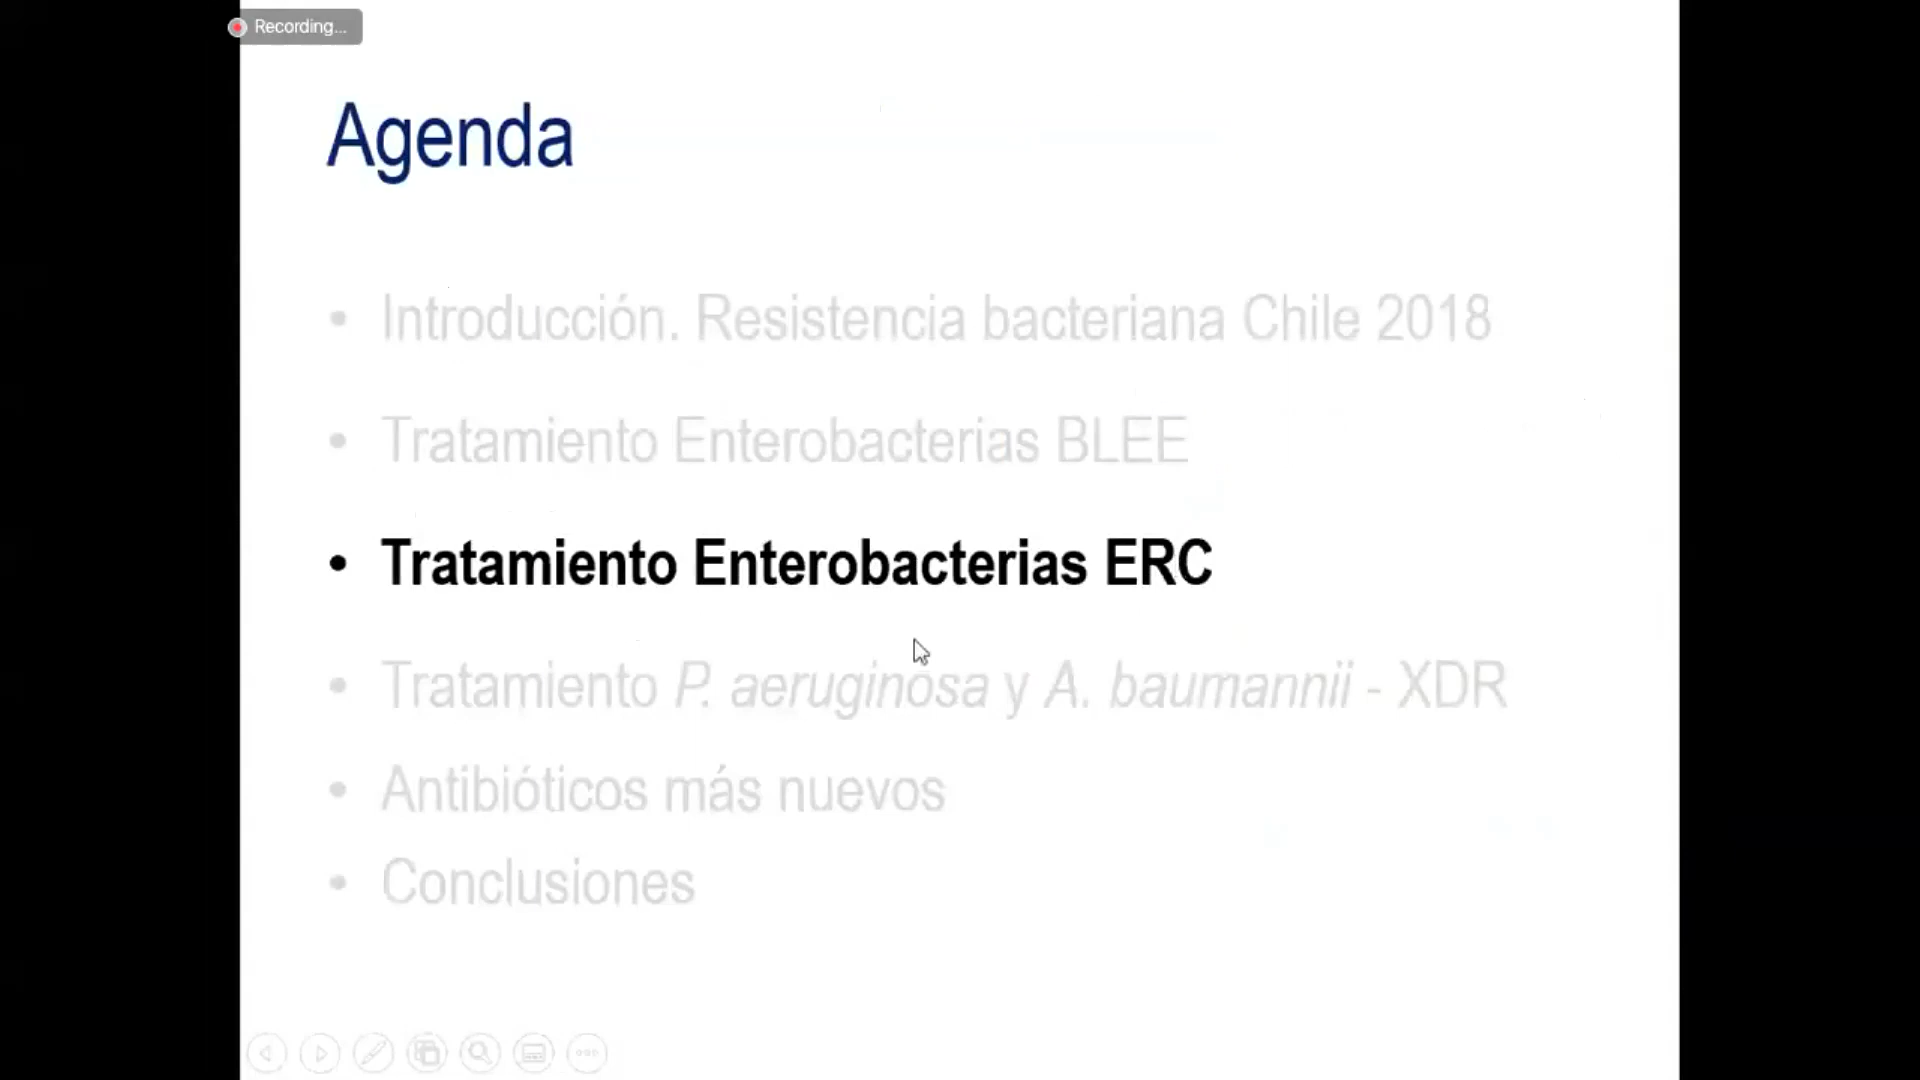 Recording...
Agenda
• Introducción. Resistencia bacteriana Chile 2018
• Tratamiento Enterobacterias BLEE
• Tratamiento Enterobacterias ERC
• Tratamiento P. aeruginosa y A. baumannii - XDR
• Antibióticos más nuevos
• Conclusiones